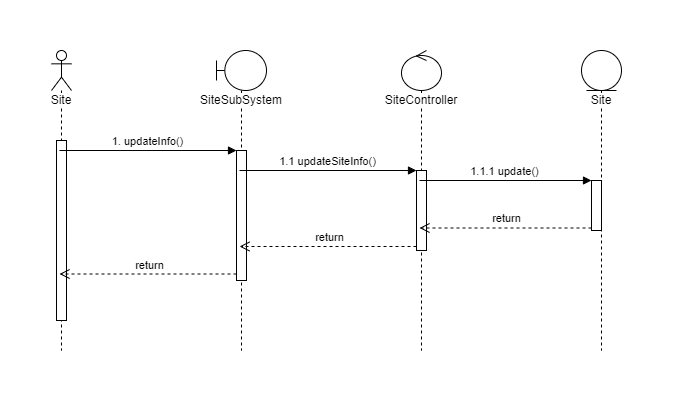 Site
SiteSubSystem
SiteController
Site
1. updateInfo()
1.1 updateSiteInfo()
1.1.1 update()
return
return
return